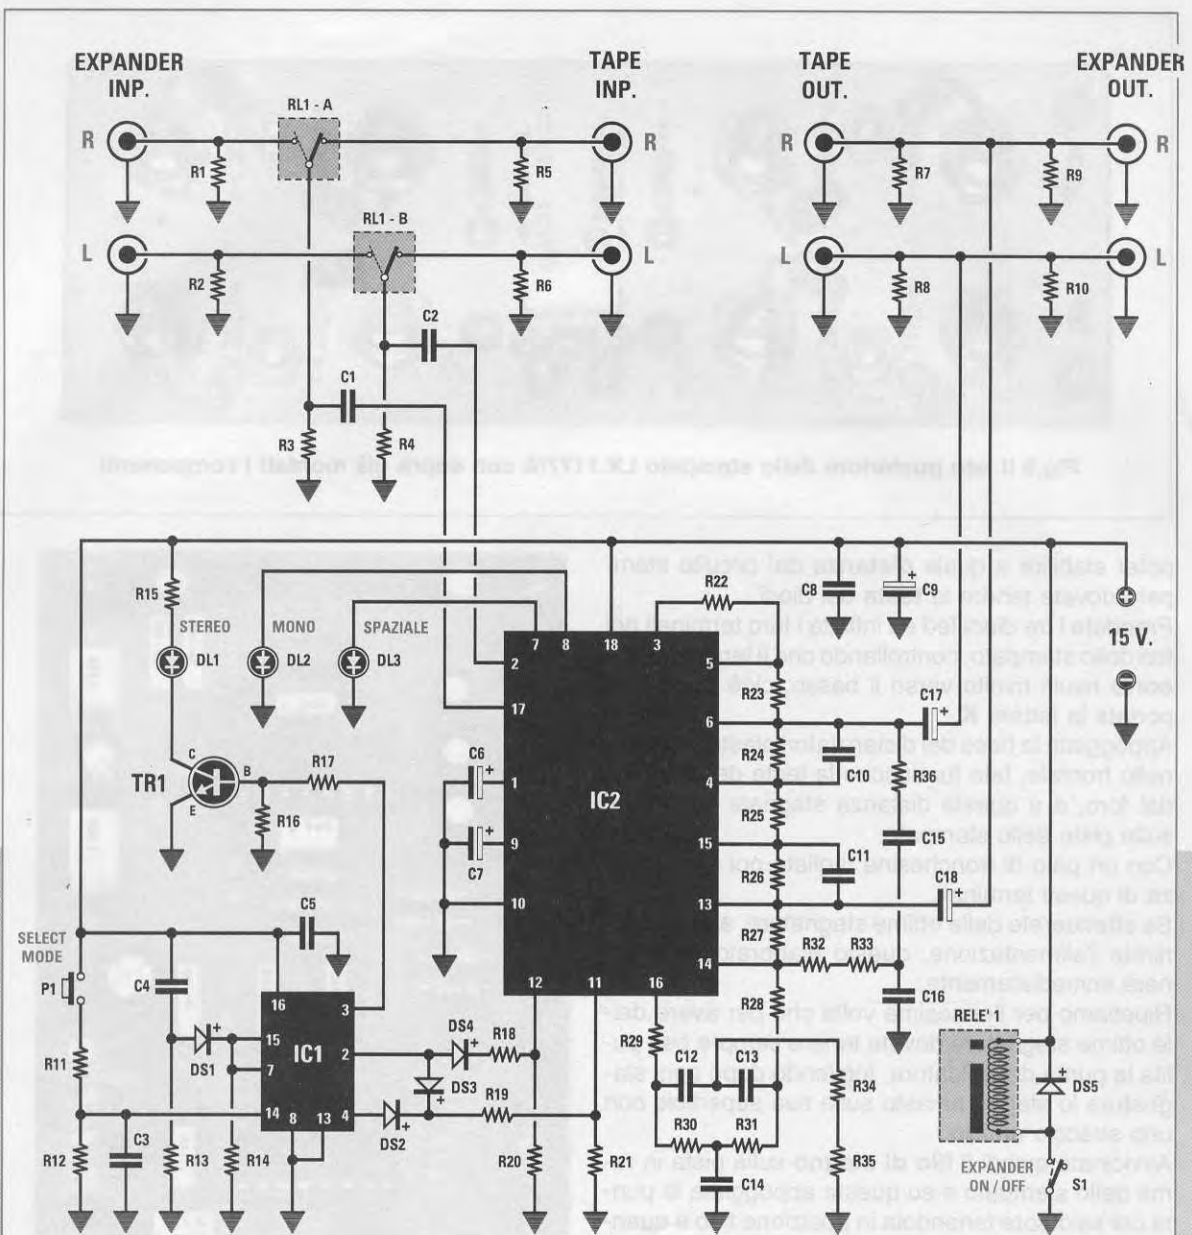 EXPANDER INP.
TAPE INP.
TAPE OUT.
EXPANDER OUT.
RL1 - A
R
R
R
R
R1
R5
R7
R9
RL1 - B
L
L
L
L
R2
R6
R8
R10
C2
C1
R3
R4
R15
STEREO
MONO
SPAZIALE
DL1
DL2
DL3
R22
C8
+
C9
15 V.
7
8
18
3
2
5
17
R23
6
C17
+
C
TR1
B
E
R17
R16
C6
+
1
IC2
R24
C10
4
R36
R25
9
+
C7
15
C11
C15
R26
10
13
C18
+
R27
14
R32
R33
SELECT MODE
P1
C4
C5
12
11
16
R28
C16
16
3
R29
RELE' 1
R11
DS1
+
15
7
IC1
2
DS4
+
R18
DS3
+
C12
C13
DS5
+
14
8
13
4
DS2
+
R19
R34
R30
R31
R12
C3
R13
R14
R20
R21
C14
R35
EXPANDER ON / OFF
S1